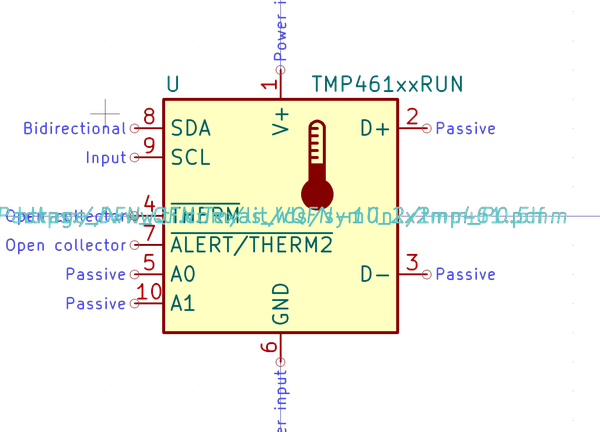 Power i
1
U
TMP461xxRUN
V+
8
Bidirectional
SDA
D+
2
Passive
9
Input
SCL
4
Open collector
THERM
7
Open collector
ALERT/THERM2
5
Passive
A0
D-
3
Passive
10
Passive
A1
GND
6
er input